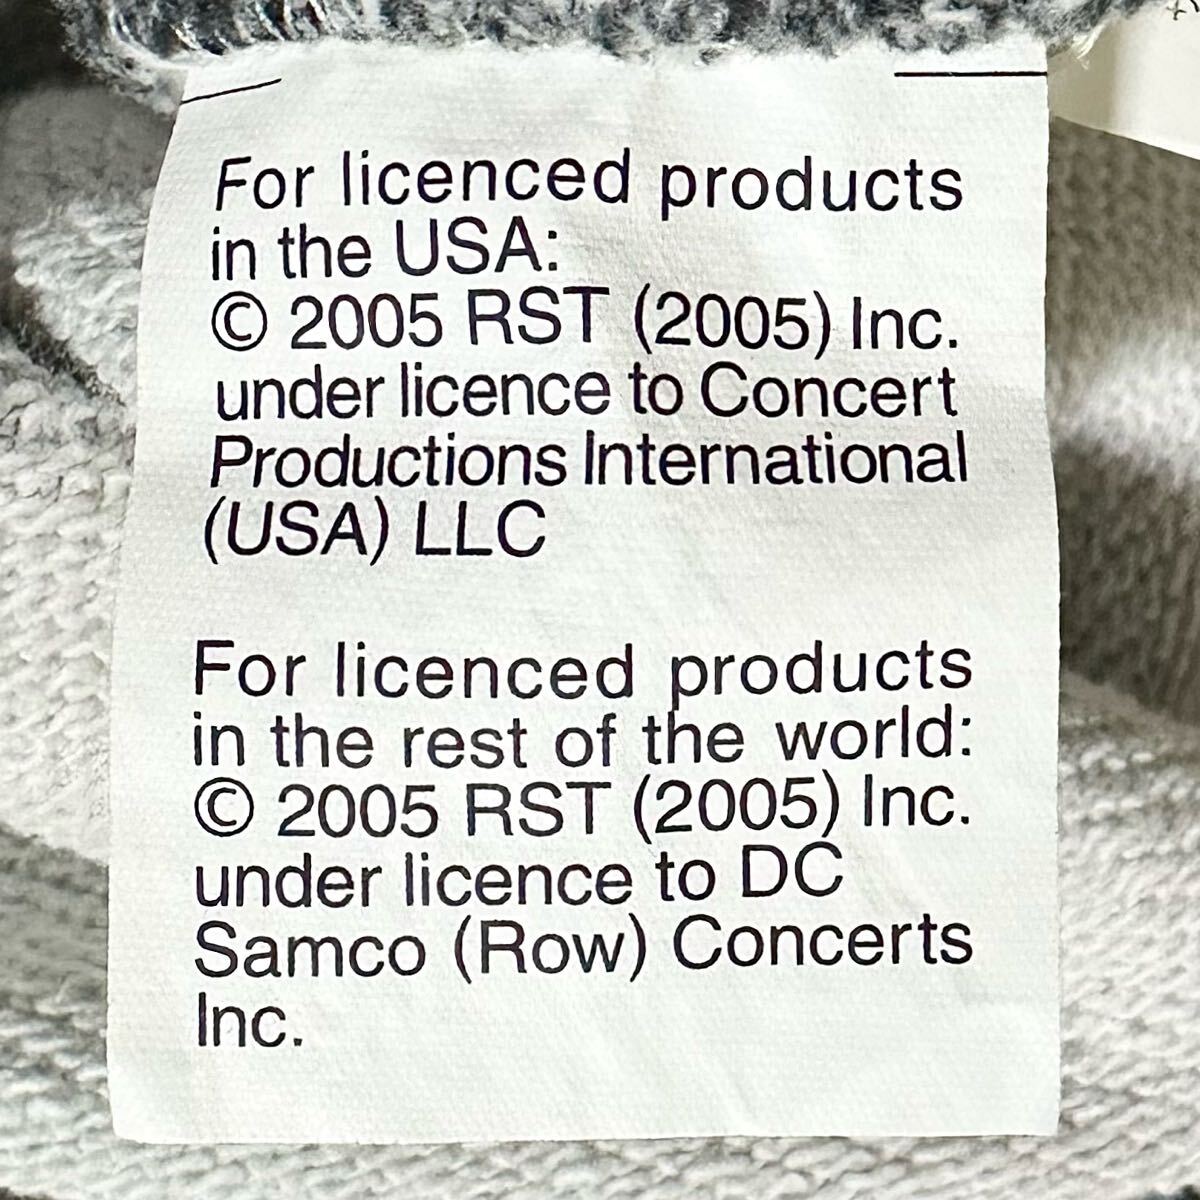 For licenced products
in the USA:
© 2005 RST (2005) Inc.
under licence to Concert
Productions International
(USA) LLC
For licenced products
in the rest of the world:
© 2005 RST (2005) Inc.
under licence to DC
Samco (Row) Concerts
Inc.